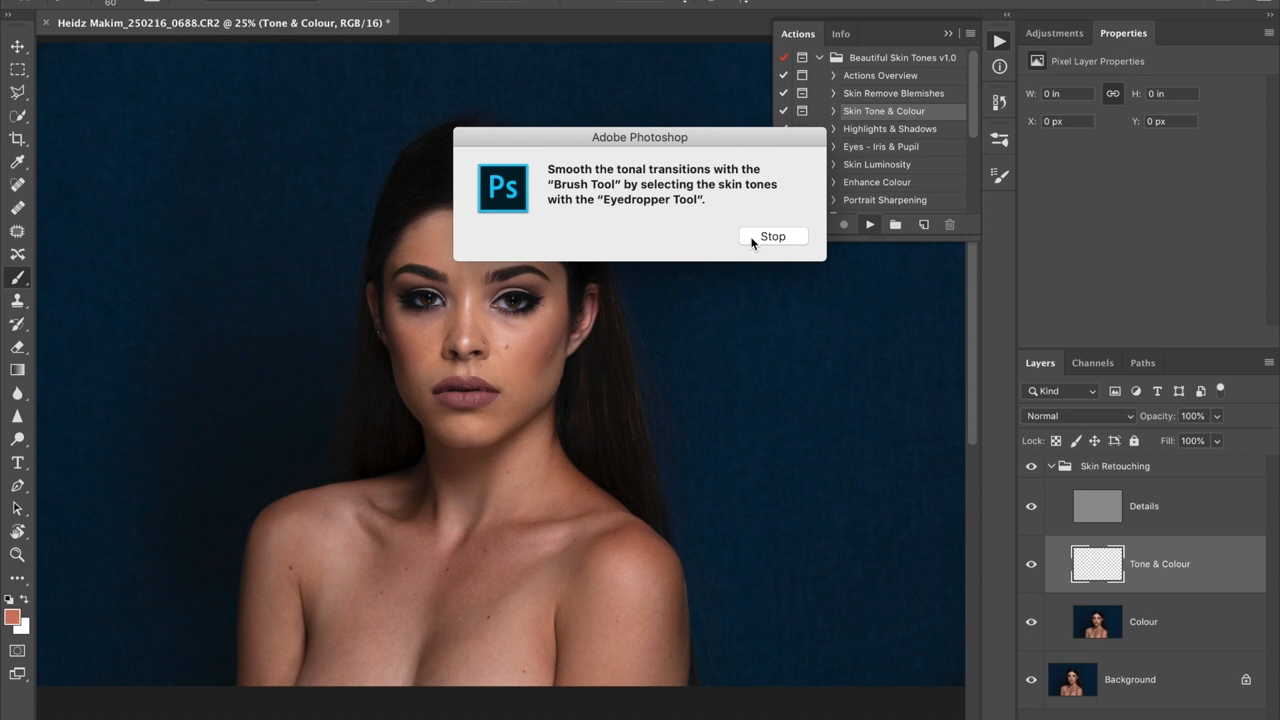 60
Heidz Makim_250216_0688.CR2 @ 25% (Tone & Colour, RGB/16) *
Actions
Info
Beautiful Skin Tones v1.0
Actions Overview
Skin Remove Blemishes
Skin Tone & Colour
Highlights & Shadows
Eyes - Iris & Pupil
Skin Luminosity
Enhance Colour
Portrait Sharpening
Adobe Photoshop
Ps
Smooth the tonal transitions with the
“Brush Tool” by selecting the skin tones
with the “Eyedropper Tool”.
Stop
Adjustments
Properties
Pixel Layer Properties
W: 0 in
H: 0 in
X: 0 px
Y: 0 px
Layers
Channels
Paths
Kind
Normal
Opacity: 100%
Lock:
Fill: 100%
Skin Retouching
Details
Tone & Colour
Colour
Background